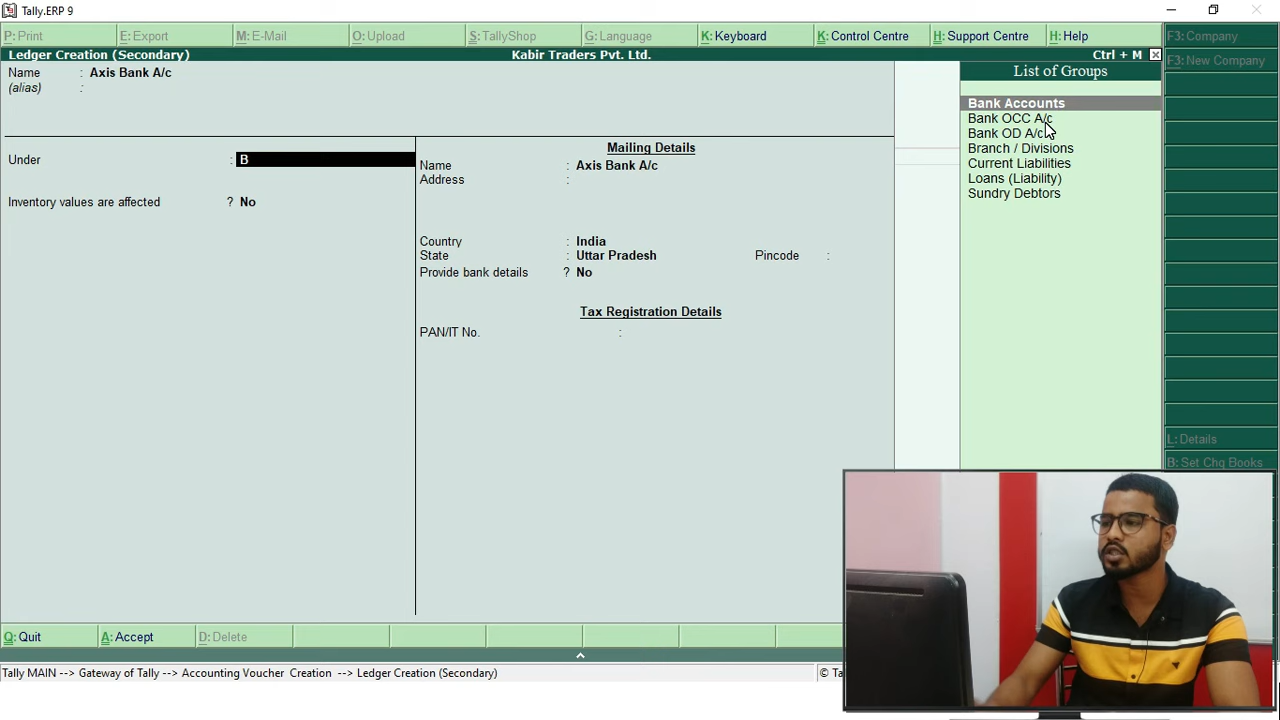 Tally.ERP 9
P: Print E: Export M: E-Mail O: Upload S: TallyShop G: Language K: Keyboard K: Control Centre H: Support Centre H: Help F3: Company
Ledger Creation (Secondary) Kabir Traders Pvt. Ltd. Ctrl + M
F3: New Company
Name : Axis Bank A/c
(alias) :
List of Groups
Bank Accounts
Bank OCC A/c
Bank OD A/c
Branch / Divisions
Current Liabilities
Loans (Liability)
Sundry Debtors
Under : B
Inventory values are affected ? No
Mailing Details
Name : Axis Bank A/c
Address :
Country : India
State : Uttar Pradesh Pincode :
Provide bank details ? No
Tax Registration Details
PAN/IT No. :
L: Details
B: Set Chq Books
Q: Quit A: Accept D: Delete
Tally MAIN --> Gateway of Tally --> Accounting Voucher Creation --> Ledger Creation (Secondary) ©